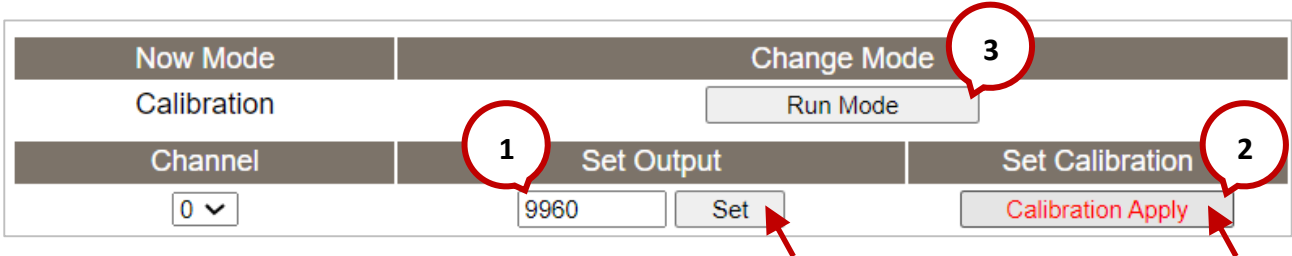 Now Mode Change Mode 3
Calibration Run Mode
Channel 1 Set Output Set Calibration 2
0 9960 Set Calibration Apply